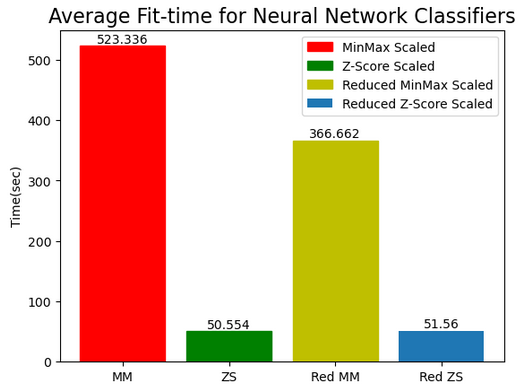 Average Fit-time for Neural Network Classifiers
523.336
MinMax Scaled
Z-Score Scaled
Reduced MinMax Scaled
Reduced Z-Score Scaled
366.662
50.554
51.56
Time(sec)
500
400
300
200
100
0
MM
ZS
Red MM
Red ZS